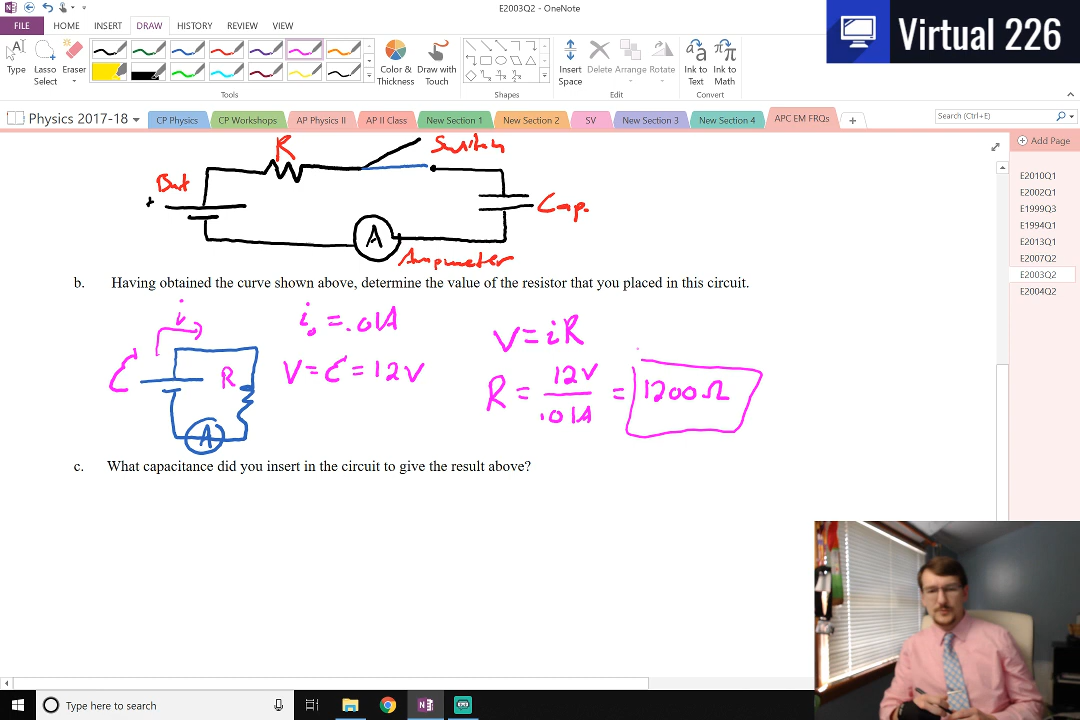 E2003Q2 - OneNote
Virtual 226
FILE HOME INSERT DRAW HISTORY REVIEW VIEW
Type Lasso Select Eraser Color & Thickness Draw with Touch Insert Space Delete Arrange Rotate Ink to Text Ink to Math
Tools Shapes Edit Convert
Physics 2017-18 CP Physics CP Workshops AP Physics II AP II Class New Section 1 New Section 2 SV New Section 3 New Section 4 APC EM FRQs Search (Ctrl+E)
Add Page
E2010Q1
E2002Q1
E1999Q3
E1994Q1
E2013Q1
E2007Q2
E2003Q2
E2004Q2
R Switch
Bat
+
Cap.
A
Ampmeter
b. Having obtained the curve shown above, determine the value of the resistor that you placed in this circuit.
i i₀ = .01A V = iR
ℰ R V = ℰ = 12V R = 12V / .01A = 1200Ω
A
c. What capacitance did you insert in the circuit to give the result above?
Type here to search